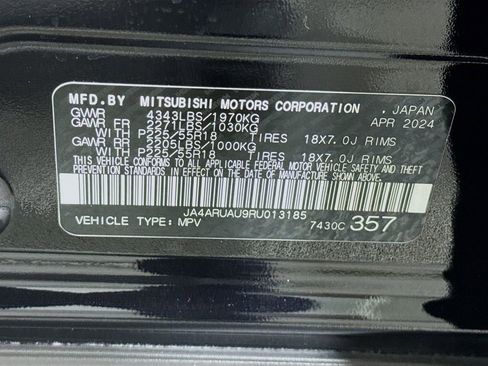 MFD.BY MITSUBISHI MOTORS CORPORATION , JAPAN
GVWR 4343LBS/1970KG APR 2024
GAWR FR 2271LBS/1030KG
WITH P225/55R18 TIRES 18X7.0J RIMS
GAWR RR 2205LBS/1000KG
WITH P225/55R18 TIRES 18X7.0J RIMS
THIS VEHICLE CONFORMS TO ALL APPLICABLE FEDERAL MOTOR VEHICLE SAFETY AND THEFT
PREVENTION STANDARDS IN EFFECT ON THE DATE OF MANUFACTURE SHOWN ABOVE.
JA4ARUAU9RU013185
VEHICLE TYPE: MPV 7430C 357